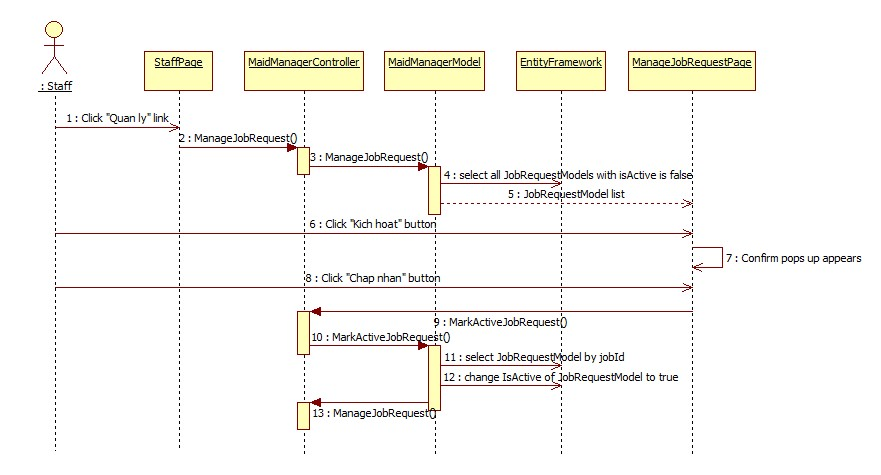 StaffPage
MaidManagerController
MaidManagerModel
EntityFramework
ManageJobRequestPage
: Staff
1 : Click "Quan ly" link
2 : ManageJobRequest()
3 : ManageJobRequest()
4 : select all JobRequestModels with isActive is false
5 : JobRequestModel list
6 : Click "Kich hoat" button
7 : Confirm pops up appears
8 : Click "Chap nhan" button
9 : MarkActiveJobRequest()
10 : MarkActiveJobRequest()
11 : select JobRequestModel by jobId
12 : change IsActive of JobRequestModel to true
13 : ManageJobRequest()